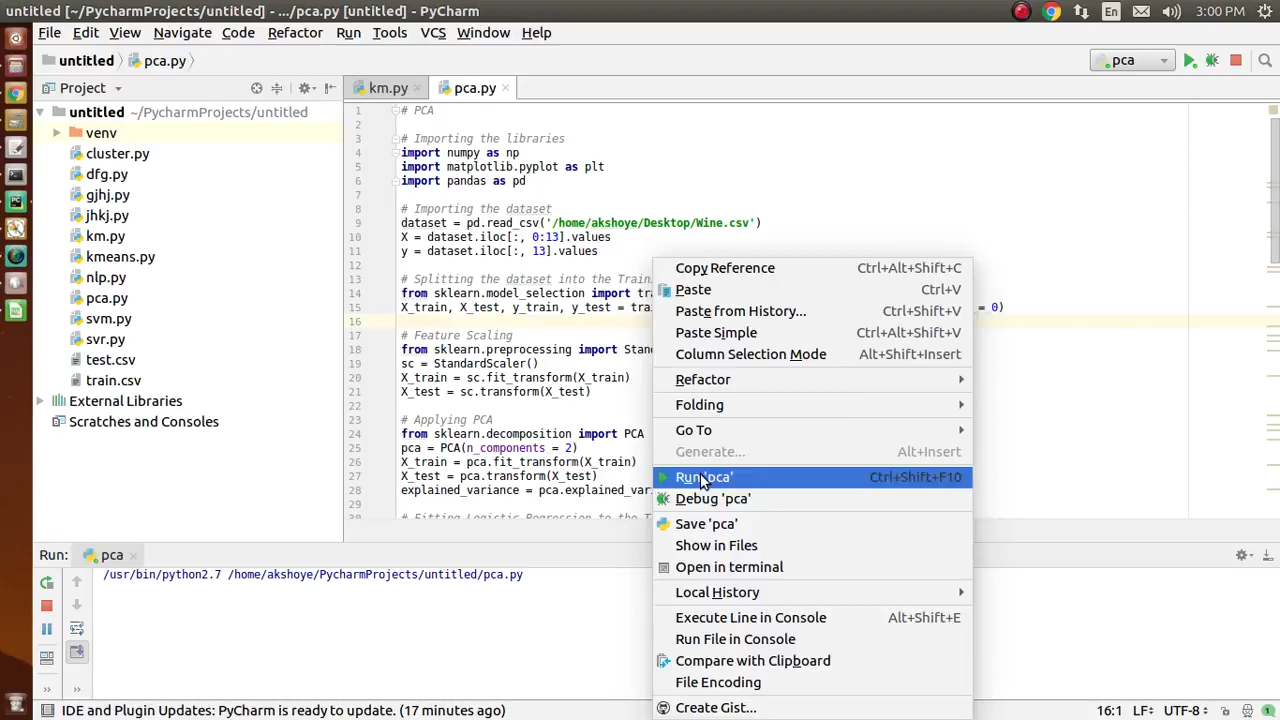 untitled [~/PycharmProjects/untitled] - .../pca.py [untitled] - PyCharm
En
3:00 PM
File Edit View Navigate Code Refactor Run Tools VCS Window Help
untitled pca.py
pca
Project
km.py
pca.py
untitled ~/PycharmProjects/untitled
venv
cluster.py
dfg.py
gjhj.py
jhkj.py
km.py
kmeans.py
nlp.py
pca.py
svm.py
svr.py
test.csv
train.csv
External Libraries
Scratches and Consoles
1 # PCA
2
3 # Importing the libraries
4 import numpy as np
5 import matplotlib.pyplot as plt
6 import pandas as pd
7
8 # Importing the dataset
9 dataset = pd.read_csv('/home/akshoye/Desktop/Wine.csv')
10 X = dataset.iloc[:, 0:13].values
11 y = dataset.iloc[:, 13].values
12
13 # Splitting the dataset into the Train
14 from sklearn.model_selection import tra
15 X_train, X_test, y_train, y_test = trai = 0)
16
17 # Feature Scaling
18 from sklearn.preprocessing import Stan
19 sc = StandardScaler()
20 X_train = sc.fit_transform(X_train)
21 X_test = sc.transform(X_test)
22
23 # Applying PCA
24 from sklearn.decomposition import PCA
25 pca = PCA(n_components = 2)
26 X_train = pca.fit_transform(X_train)
27 X_test = pca.transform(X_test)
28 explained_variance = pca.explained_var
29
30 # Fitting Logistic Regression to the T
Copy Reference Ctrl+Alt+Shift+C
Paste Ctrl+V
Paste from History... Ctrl+Shift+V
Paste Simple Ctrl+Alt+Shift+V
Column Selection Mode Alt+Shift+Insert
Refactor
Folding
Go To
Generate... Alt+Insert
Run 'pca' Ctrl+Shift+F10
Debug 'pca'
Save 'pca'
Show in Files
Open in terminal
Local History
Execute Line in Console Alt+Shift+E
Run File in Console
Compare with Clipboard
File Encoding
Create Gist...
Run: pca
/usr/bin/python2.7 /home/akshoye/PycharmProjects/untitled/pca.py
IDE and Plugin Updates: PyCharm is ready to update. (17 minutes ago)
16:1 LF÷ UTF-8÷
1